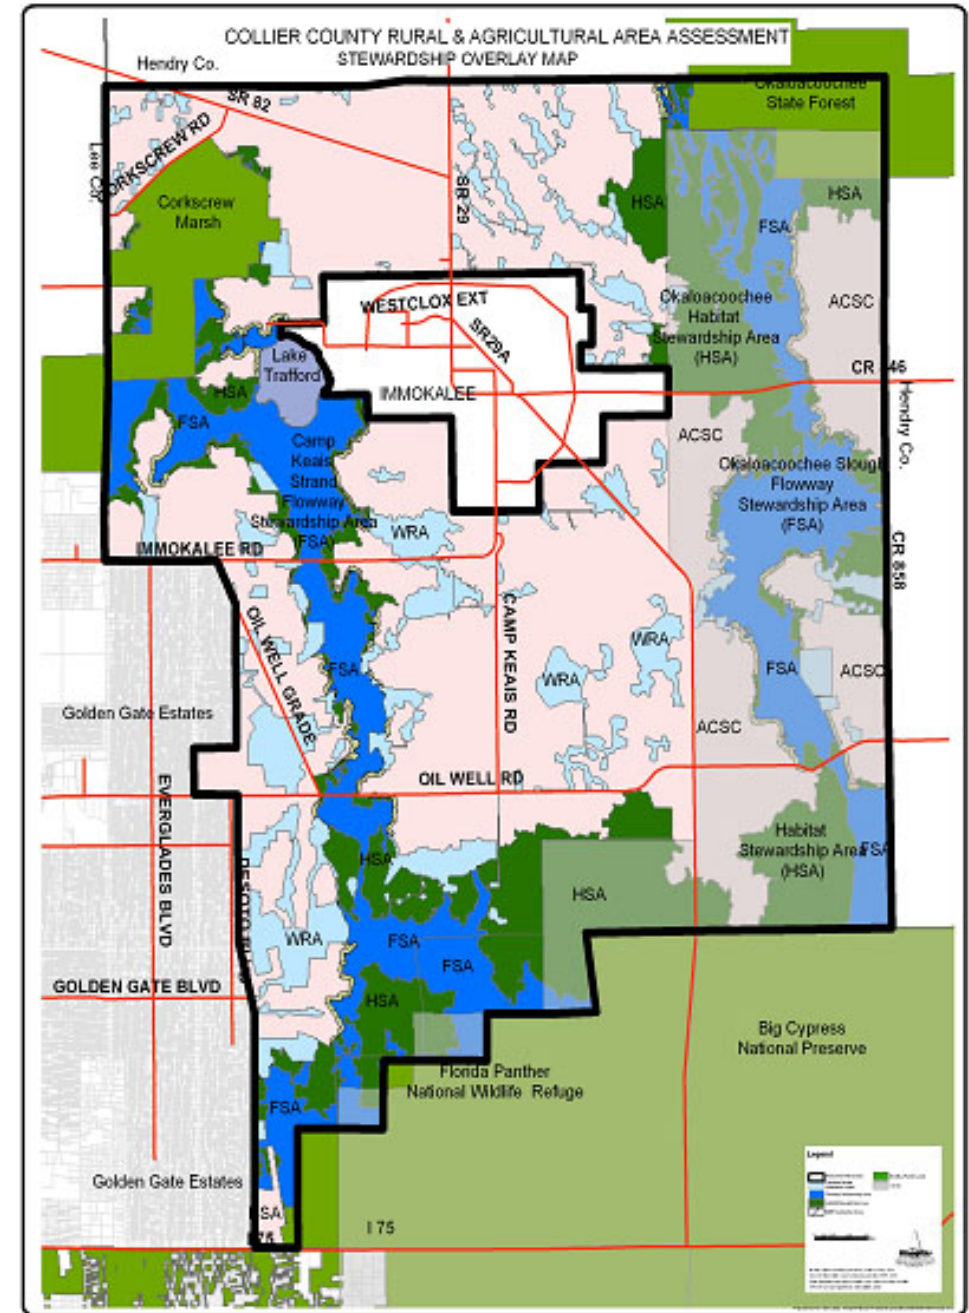 COLLIER COUNTY RURAL & AGRICULTURAL AREA ASSESSMENT
STEWARDSHIP OVERLAY MAP
Hendry Co.
Okaloacoochee
State Forest
SR 82
CORKSCREW RD
Lee Co.
Corkscrew
Marsh
SR 29
HSA
HSA
FSA
ACSC
WESTCLOX EXT
SR29A
Okaloacoochee
Habitat
Stewardship Area
(HSA)
Lake
Trafford
CR 846
IMMOKALEE
HSA
FSA
Hendry Co.
ACSC
Camp
Keais
Strand
Flowway
Stewardship Area
(FSA)
Okaloacoochee Slough
Flowway
Stewardship Area
(FSA)
WRA
IMMOKALEE RD
CR 858
OIL WELL GRADE
CAMP KEAIS RD
WRA
FSA
WRA
FSA
ACSC
Golden Gate Estates
ACSC
OIL WELL RD
EVERGLADES BLVD
HSA
Habitat
Stewardship Area
(HSA)
FSA
DESOTO BLVD
HSA
WRA
FSA
FSA
GOLDEN GATE BLVD
HSA
Big Cypress
National Preserve
Florida Panther
National Wildlife Refuge
FSA
Golden Gate Estates
Legend
I 75